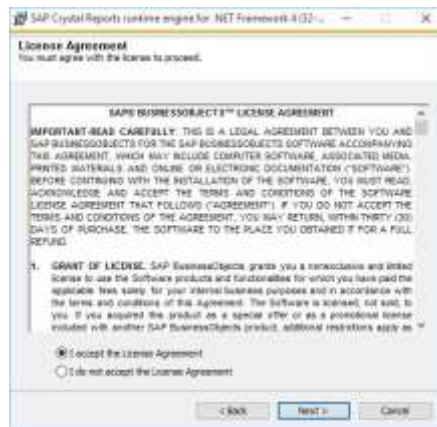 SAP Crystal Reports runtime engine for .NET Framework 4 (32-...
License Agreement
You must agree with the license to proceed.
SAP® BUSINESSOBJECTS™ LICENSE AGREEMENT
IMPORTANT-READ CAREFULLY: THIS IS A LEGAL AGREEMENT BETWEEN YOU AND
SAP BUSINESSOBJECTS FOR THE SAP BUSINESSOBJECTS SOFTWARE ACCOMPANYING
THIS AGREEMENT, WHICH MAY INCLUDE COMPUTER SOFTWARE, ASSOCIATED MEDIA,
PRINTED MATERIALS, AND ONLINE OR ELECTRONIC DOCUMENTATION ("SOFTWARE").
BEFORE CONTINUING WITH THE INSTALLATION OF THE SOFTWARE, YOU MUST READ,
ACKNOWLEDGE AND ACCEPT THE TERMS AND CONDITIONS OF THE SOFTWARE
LICENSE AGREEMENT THAT FOLLOWS ("AGREEMENT"). IF YOU DO NOT ACCEPT THE
TERMS AND CONDITIONS OF THE AGREEMENT, YOU MAY RETURN, WITHIN THIRTY (30)
DAYS OF PURCHASE, THE SOFTWARE TO THE PLACE YOU OBTAINED IT FOR A FULL
REFUND.
1. GRANT OF LICENSE. SAP BusinessObjects grants you a nonexclusive and limited
license to use the Software products and functionalities for which you have paid the
applicable fees solely for your internal business purposes and in accordance with
the terms and conditions of this Agreement. The Software is licensed, not sold, to
you. If you acquired this product as a special offer or as a promotional license
included with another SAP BusinessObjects product, additional restrictions apply as
I accept the License Agreement
I do not accept the License Agreement
< Back Next > Cancel